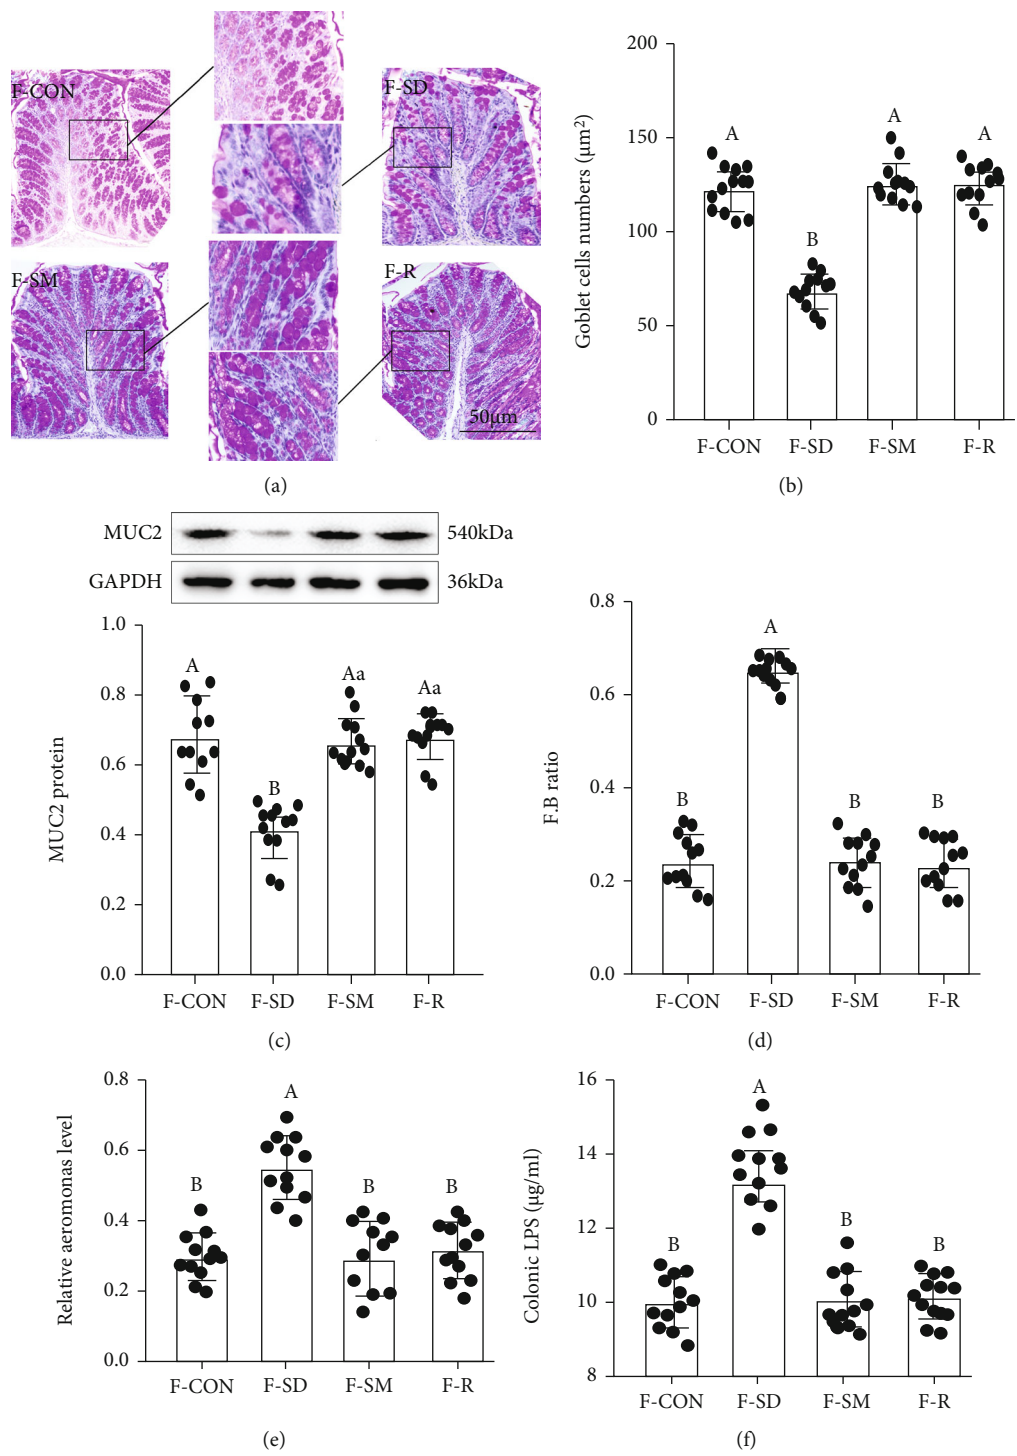 F-CON
F-SD
F-SM
F-R
50μm
(a)
Goblet cells numbers (μm²)
200
150
100
50
0
A
B
A
A
F-CON F-SD F-SM F-R
(b)
MUC2 540kDa
GAPDH 36kDa
MUC2 protein
1.0
0.8
0.6
0.4
0.2
0.0
A
B
Aa
Aa
F-CON F-SD F-SM F-R
(c)
F.B ratio
0.8
0.6
0.4
0.2
0.0
B
A
B
B
F-CON F-SD F-SM F-R
(d)
Relative aeromonas level
0.8
0.6
0.4
0.2
0.0
B
A
B
B
F-CON F-SD F-SM F-R
(e)
Colonic LPS (μg/ml)
16
14
12
10
8
B
A
B
B
F-CON F-SD F-SM F-R
(f)